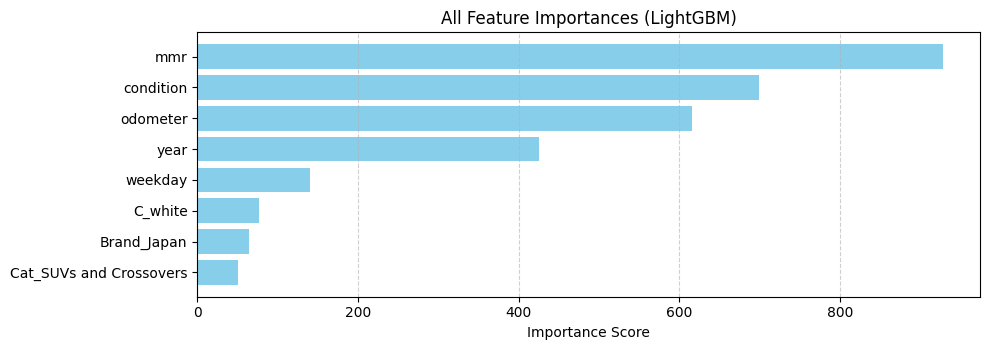 All Feature Importances (LightGBM)
mmr
condition
odometer
year
weekday
C_white
Brand_Japan
Cat_SUVs and Crossovers
0 200 400 600 800
Importance Score